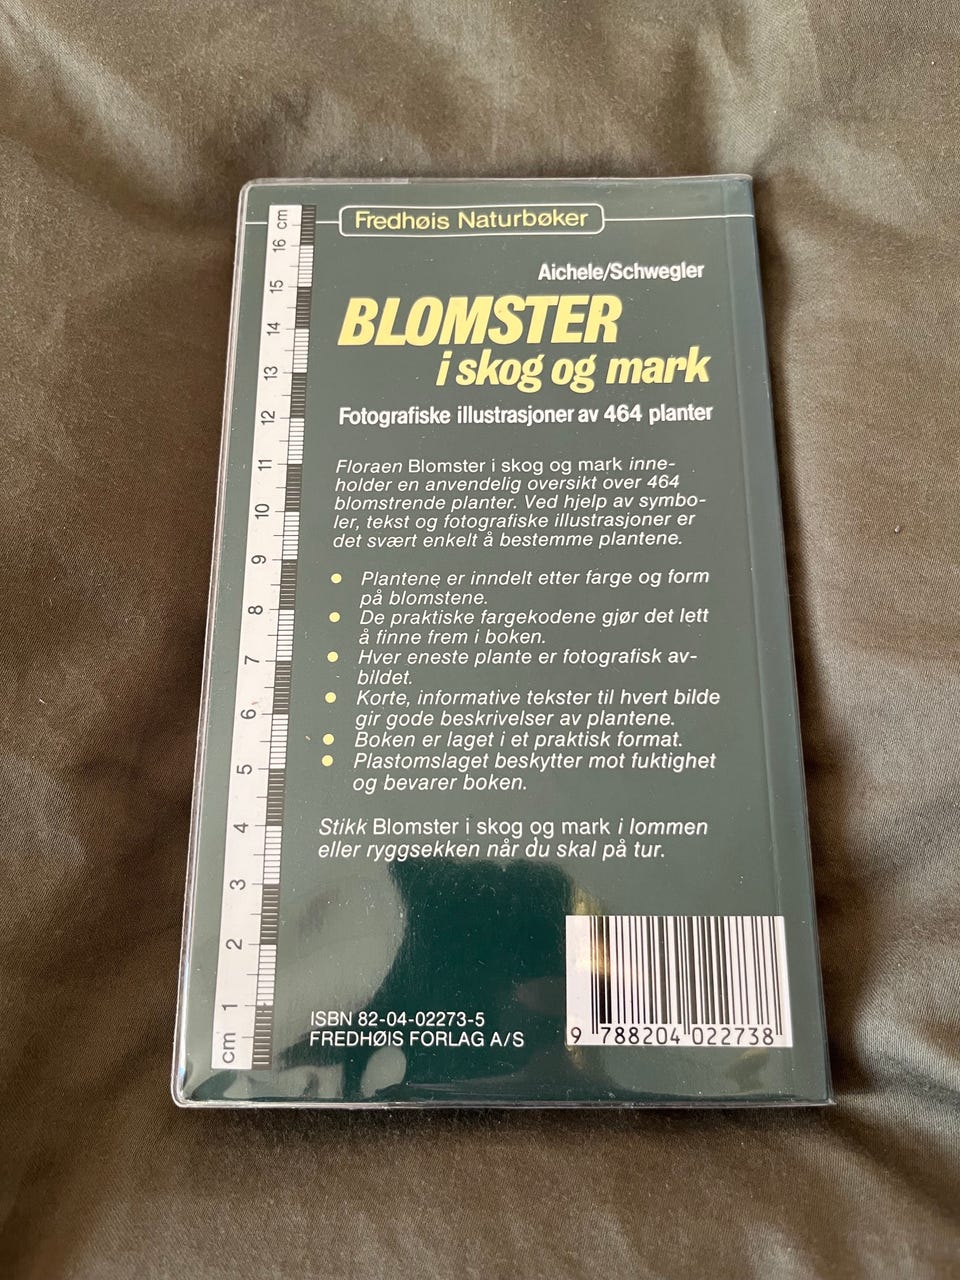 Fredhøis Naturbøker
Aichele/Schwegler
BLOMSTER
i skog og mark
Fotografiske illustrasjoner av 464 planter
Floraen Blomster i skog og mark inne-
holder en anvendelig oversikt over 464
blomstrende planter. Ved hjelp av symbo-
ler, tekst og fotografiske illustrasjoner er
det svært enkelt å bestemme plantene.
• Plantene er inndelt etter farge og form
på blomstene.
• De praktiske fargekodene gjør det lett
å finne frem i boken.
• Hver eneste plante er fotografisk av-
bildet.
• Korte, informative tekster til hvert bilde
gir gode beskrivelser av plantene.
• Boken er laget i et praktisk format.
• Plastomslaget beskytter mot fuktighet
og bevarer boken.
Stikk Blomster i skog og mark i lommen
eller ryggsekken når du skal på tur.
ISBN 82-04-02273-5
FREDHØIS FORLAG A/S
9 788204 022738
cm 1 2 3 4 5 6 7 8 9 10 11 12 13 14 15 16 cm